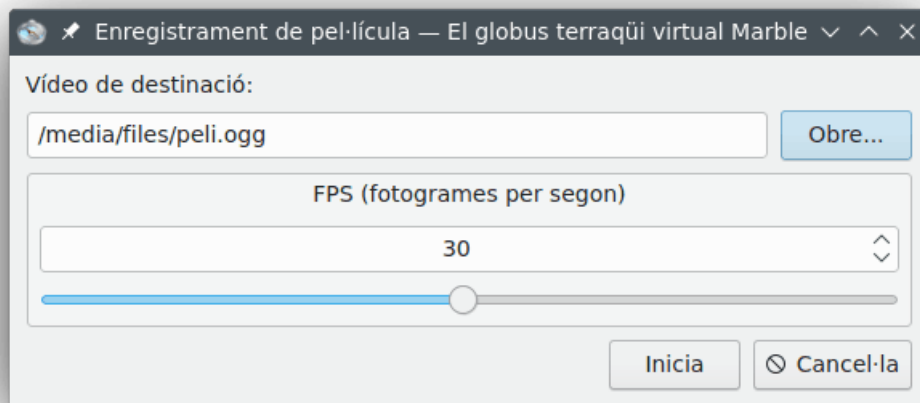 Enregistrament de pel·lícula — El globus terraqüi virtual Marble
Vídeo de destinació:
/media/files/peli.ogg
Obre...
FPS (fotogrames per segon)
30
Inicia
Cancel·la